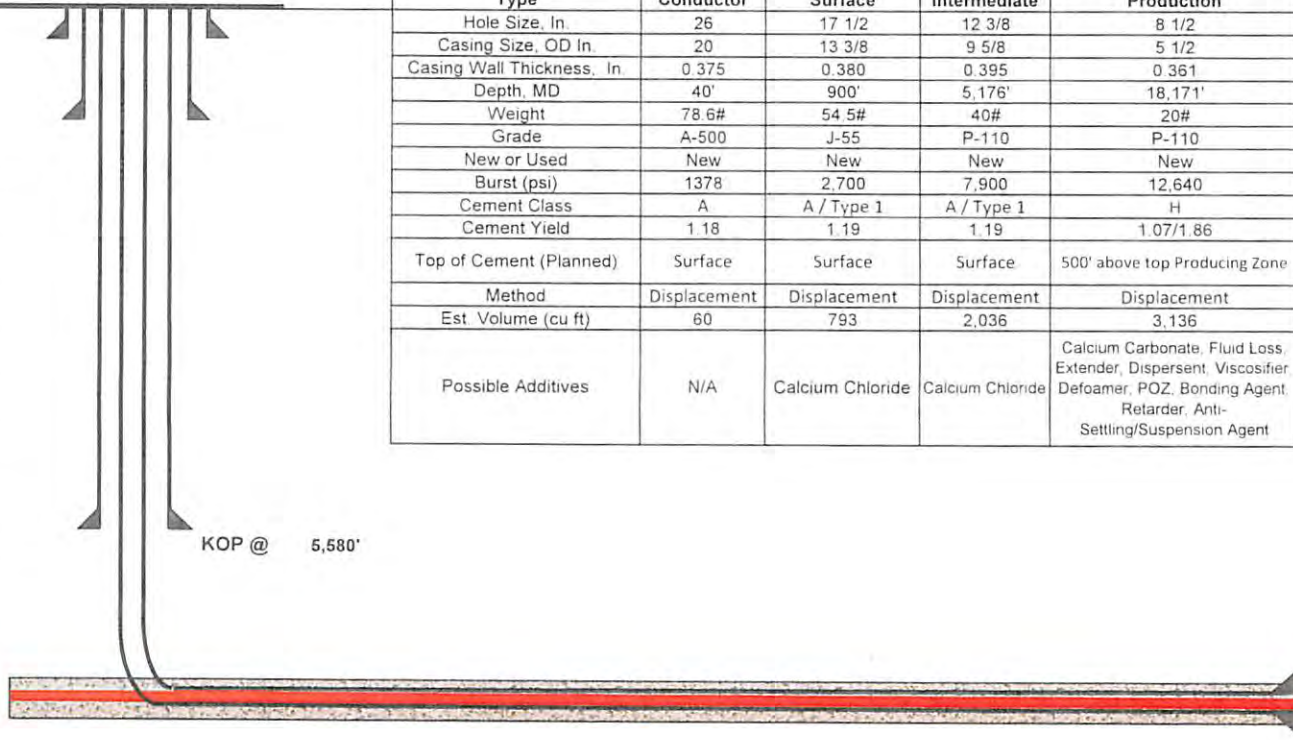 Type Conductor Surface Intermediate Production
Hole Size, In. 26 17 1/2 12 3/8 8 1/2
Casing Size, OD In. 20 13 3/8 9 5/8 5 1/2
Casing Wall Thickness, In. 0.375 0.380 0.395 0.361
Depth, MD 40' 900' 5,176' 18,171'
Weight 78.6# 54.5# 40# 20#
Grade A-500 J-55 P-110 P-110
New or Used New New New New
Burst (psi) 1378 2,700 7,900 12,640
Cement Class A A / Type 1 A / Type 1 H
Cement Yield 1.18 1.19 1.19 1.07/1.86
Top of Cement (Planned) Surface Surface Surface 500' above top Producing Zone
Method Displacement Displacement Displacement Displacement
Est. Volume (cu ft) 60 793 2,036 3,136
Possible Additives N/A Calcium Chloride Calcium Chloride Calcium Carbonate, Fluid Loss,
Extender, Dispersent, Viscosifier,
Defoamer, POZ, Bonding Agent,
Retarder, Anti-
Settling/Suspension Agent
KOP @ 5,580'